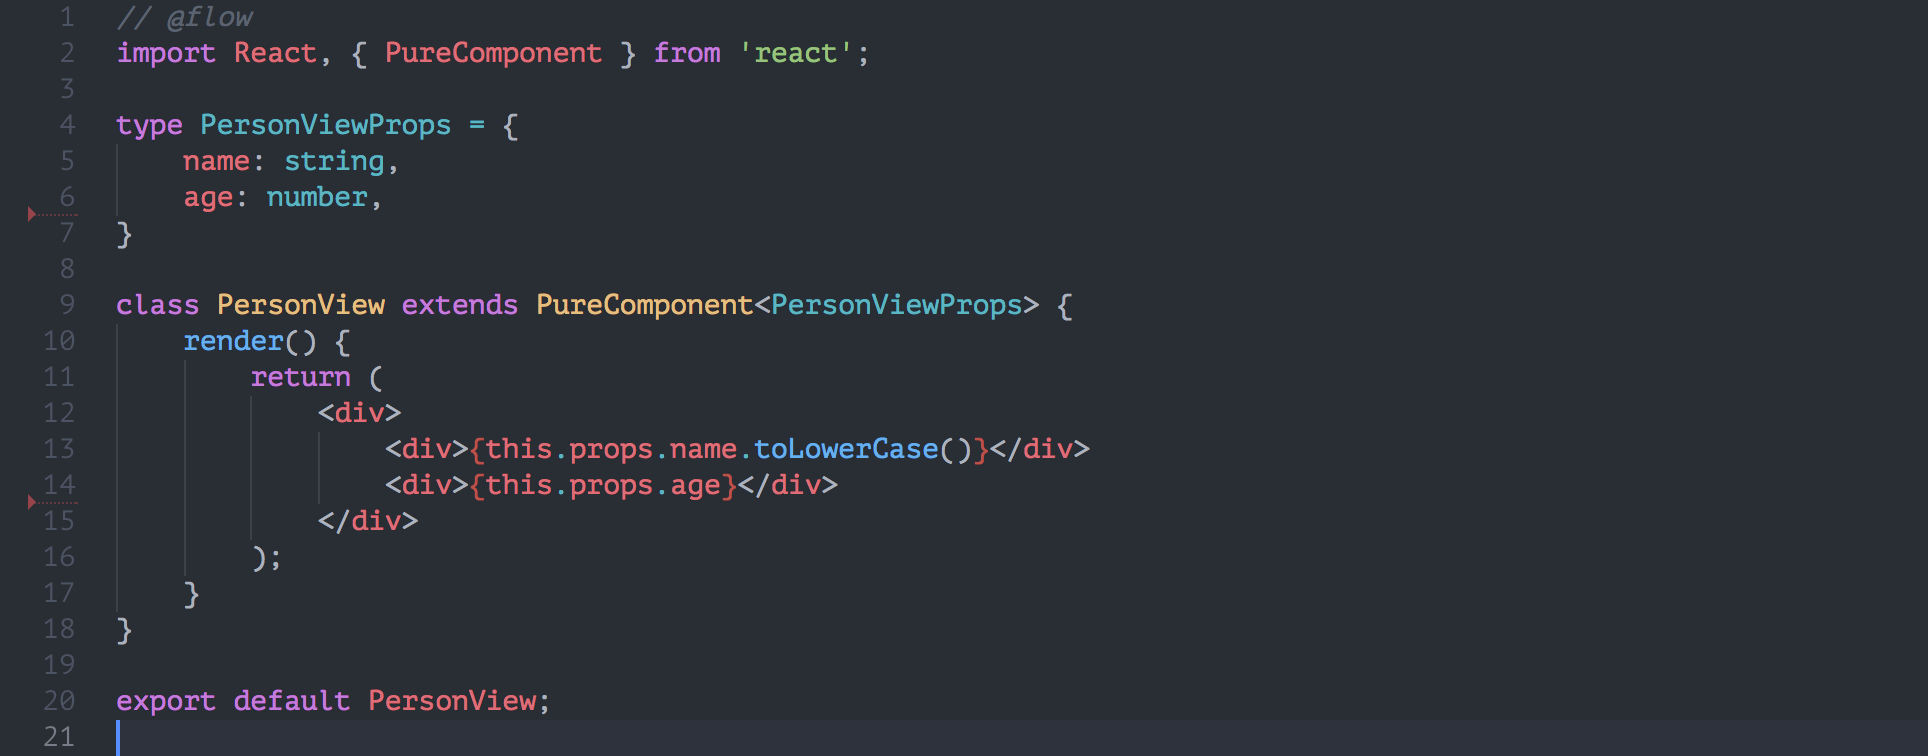 1 // @flow
2 import React, { PureComponent } from 'react';
3
4 type PersonViewProps = {
5     name: string,
6     age: number,
7 }
8
9 class PersonView extends PureComponent<PersonViewProps> {
10     render() {
11         return (
12             <div>
13                 <div>{this.props.name.toLowerCase()}</div>
14                 <div>{this.props.age}</div>
15             </div>
16         );
17     }
18 }
19
20 export default PersonView;
21